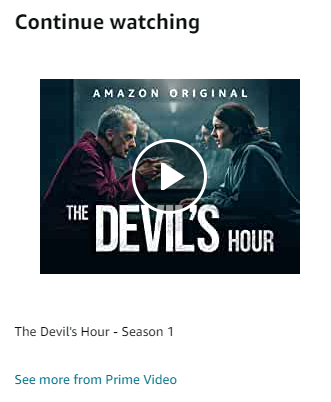 Continue watching
AMAZON ORIGINAL
THE DEVIL'S HOUR
The Devil's Hour - Season 1
See more from Prime Video